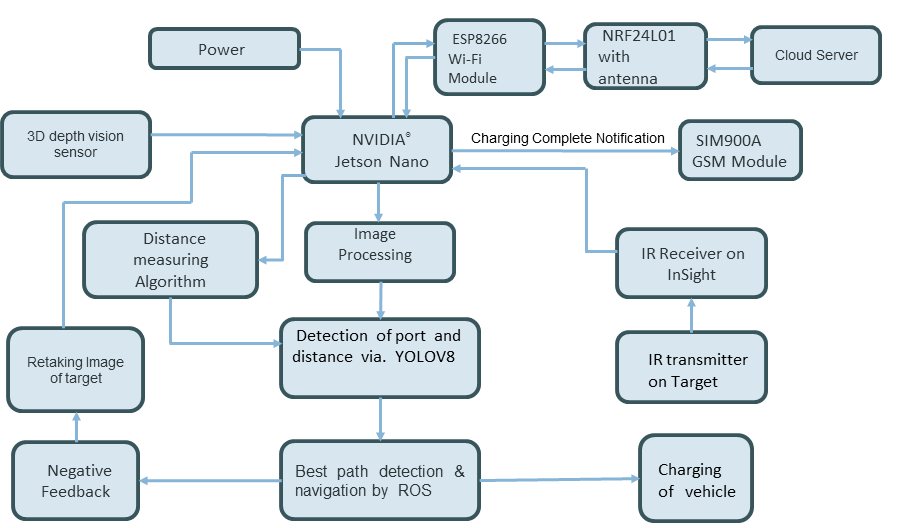 Power
ESP8266
Wi-Fi
Module
NRF24L01
with
antenna
Cloud Server
3D depth vision
sensor
NVIDIA®
Jetson Nano
Charging Complete Notification
SIM900A
GSM Module
Distance
measuring
Algorithm
Image
Processing
IR Receiver on
InSight
Retaking Image
of target
Detection of port and
distance via. YOLOV8
IR transmitter
on Target
Negative
Feedback
Best path detection &
navigation by ROS
Charging
of vehicle